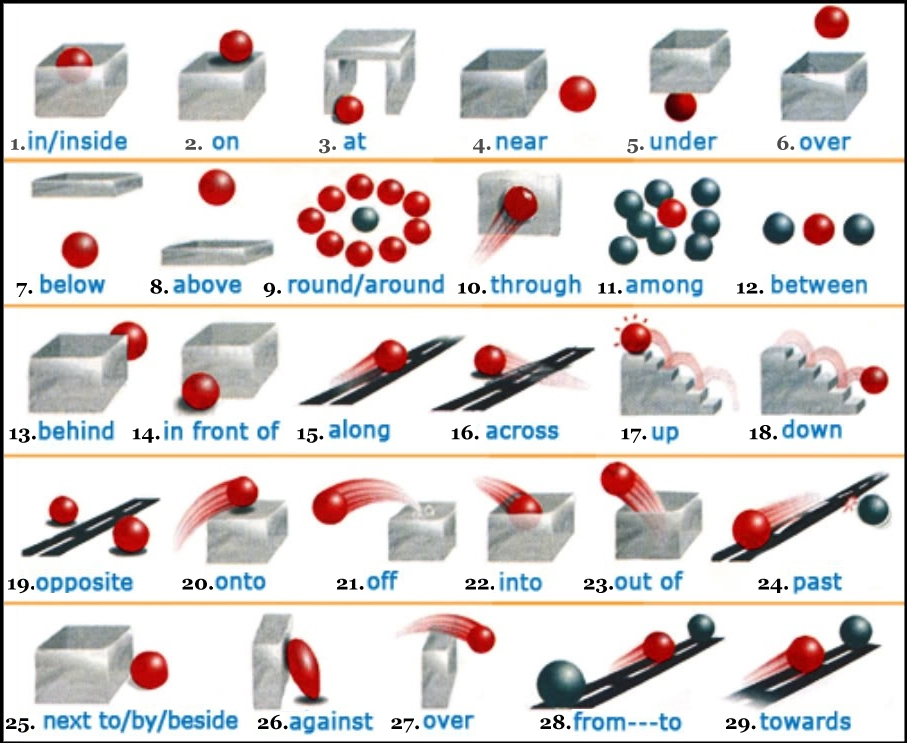 1.in/inside 2. on 3. at 4. near 5. under 6. over
7. below 8. above 9. round/around 10. through 11. among 12. between
13.behind 14.in front of 15. along 16. across 17. up 18. down
19.opposite 20.onto 21.off 22. into 23.out of 24. past
25. next to/by/beside 26.against 27. over 28.from---to 29.towards